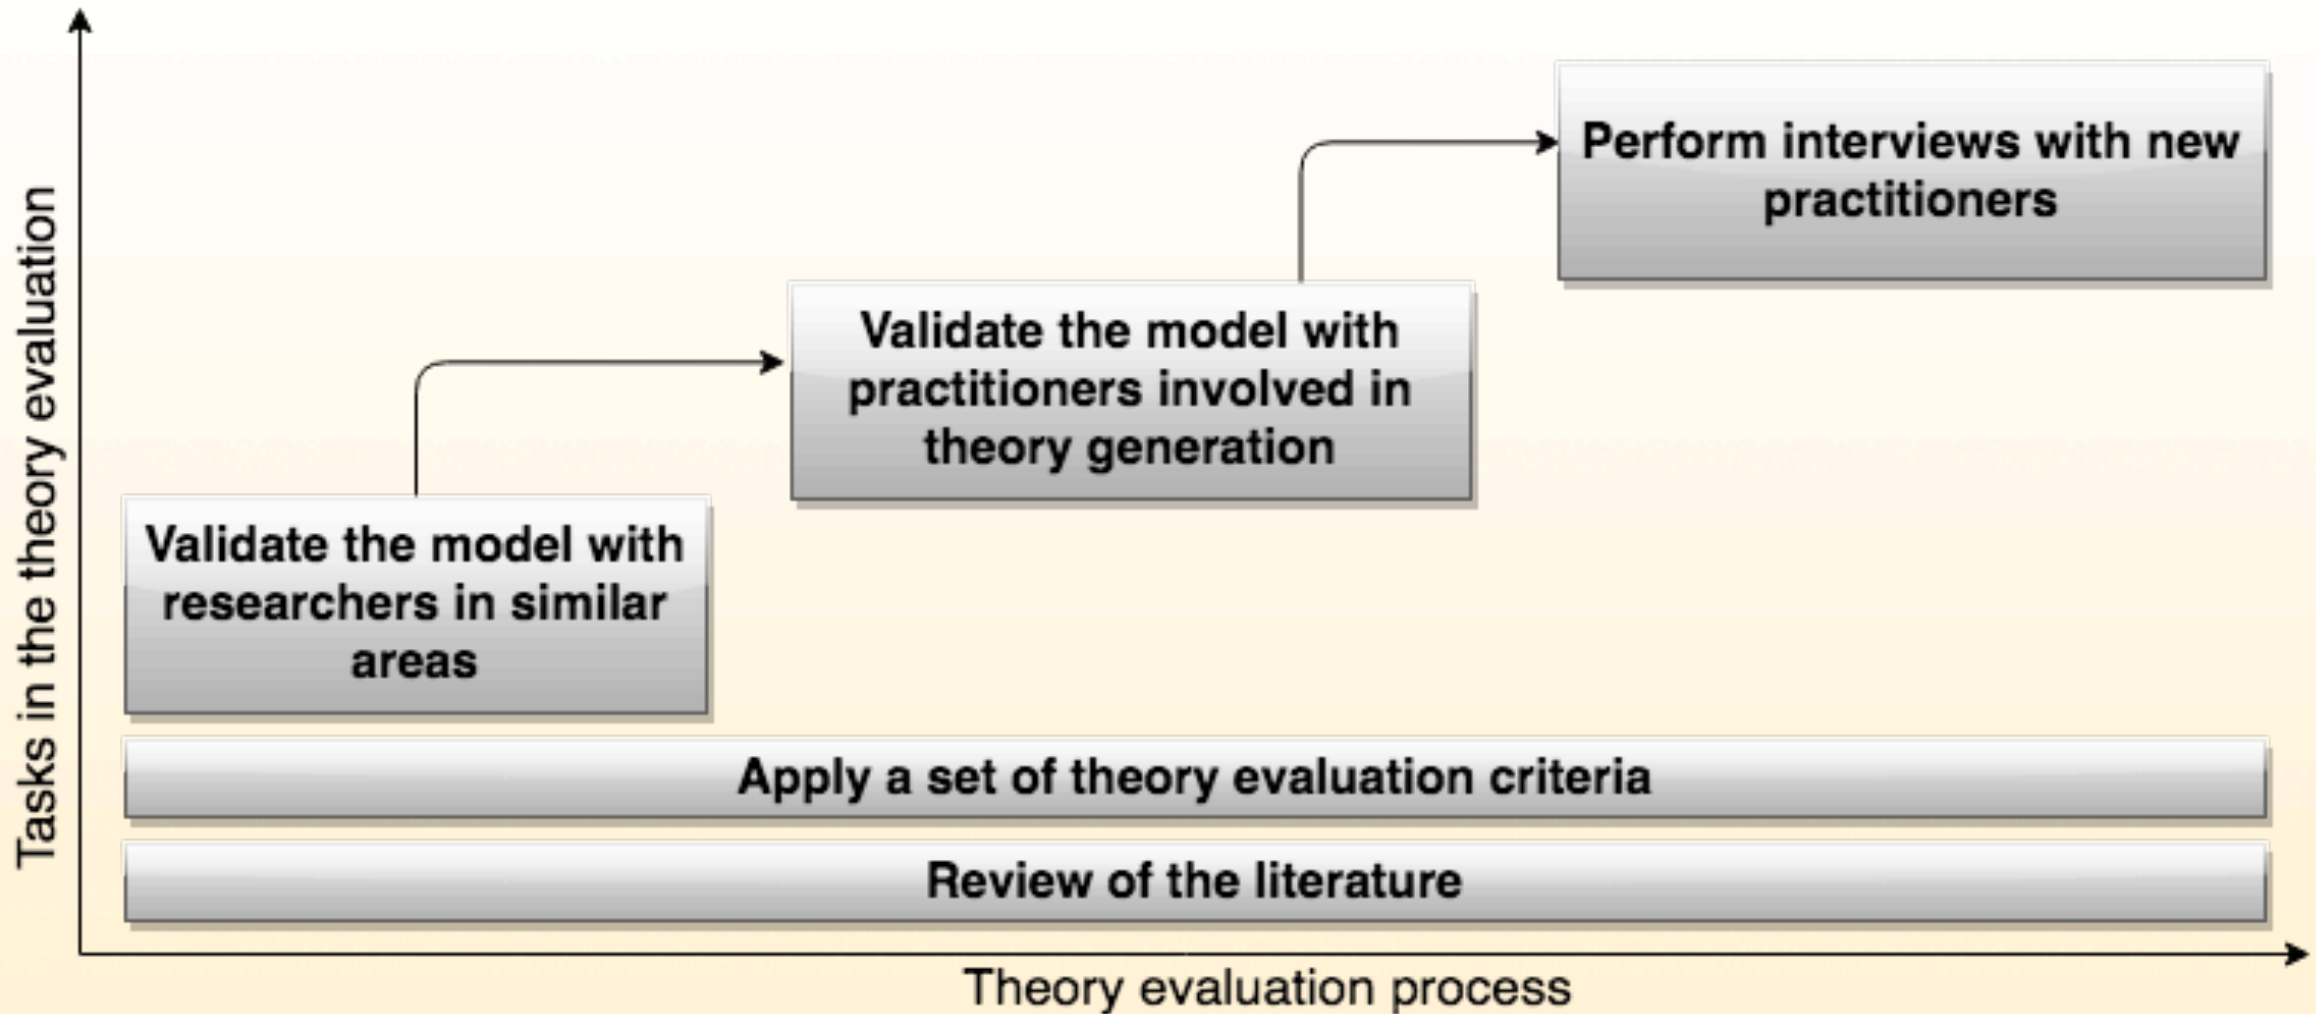 Tasks in the theory evaluation
Perform interviews with new
practitioners
Validate the model with
practitioners involved in
theory generation
Validate the model with
researchers in similar
areas
Apply a set of theory evaluation criteria
Review of the literature
Theory evaluation process